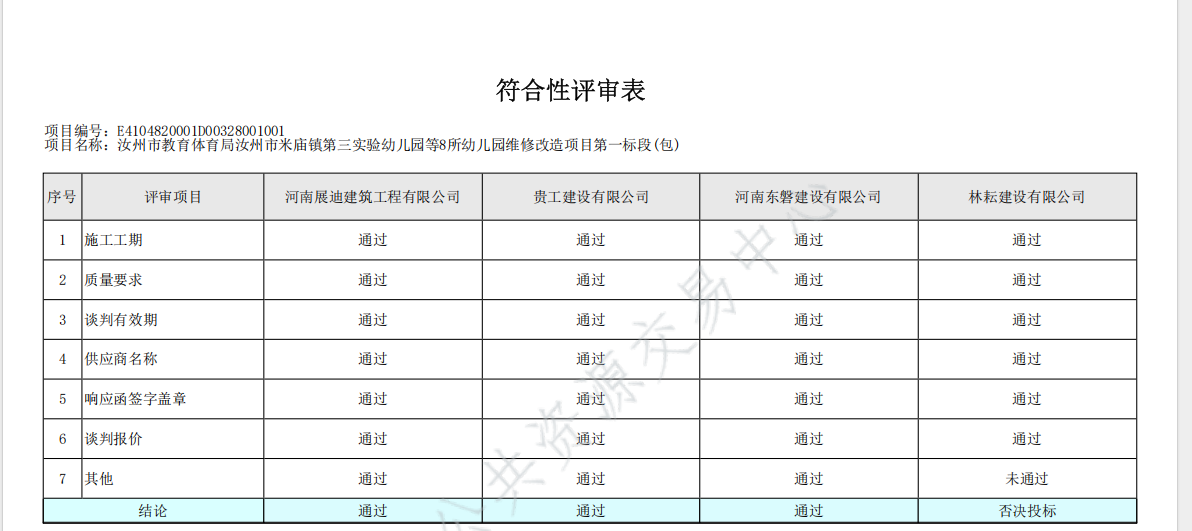 符合性评审表
项目编号：E4104820001D00328001001
项目名称：汝州市教育体育局汝州市米庙镇第三实验幼儿园等8所幼儿园维修改造项目第一标段(包)
序号 评审项目 河南展迪建筑工程有限公司 贵工建设有限公司 河南东磐建设有限公司 林耘建设有限公司
1 施工工期 通过 通过 通过 通过
2 质量要求 通过 通过 通过 通过
3 谈判有效期 通过 通过 通过 通过
4 供应商名称 通过 通过 通过 通过
5 响应函签字盖章 通过 通过 通过 通过
6 谈判报价 通过 通过 通过 通过
7 其他 通过 通过 通过 未通过
结论 通过 通过 通过 否决投标
公共资源交易中心